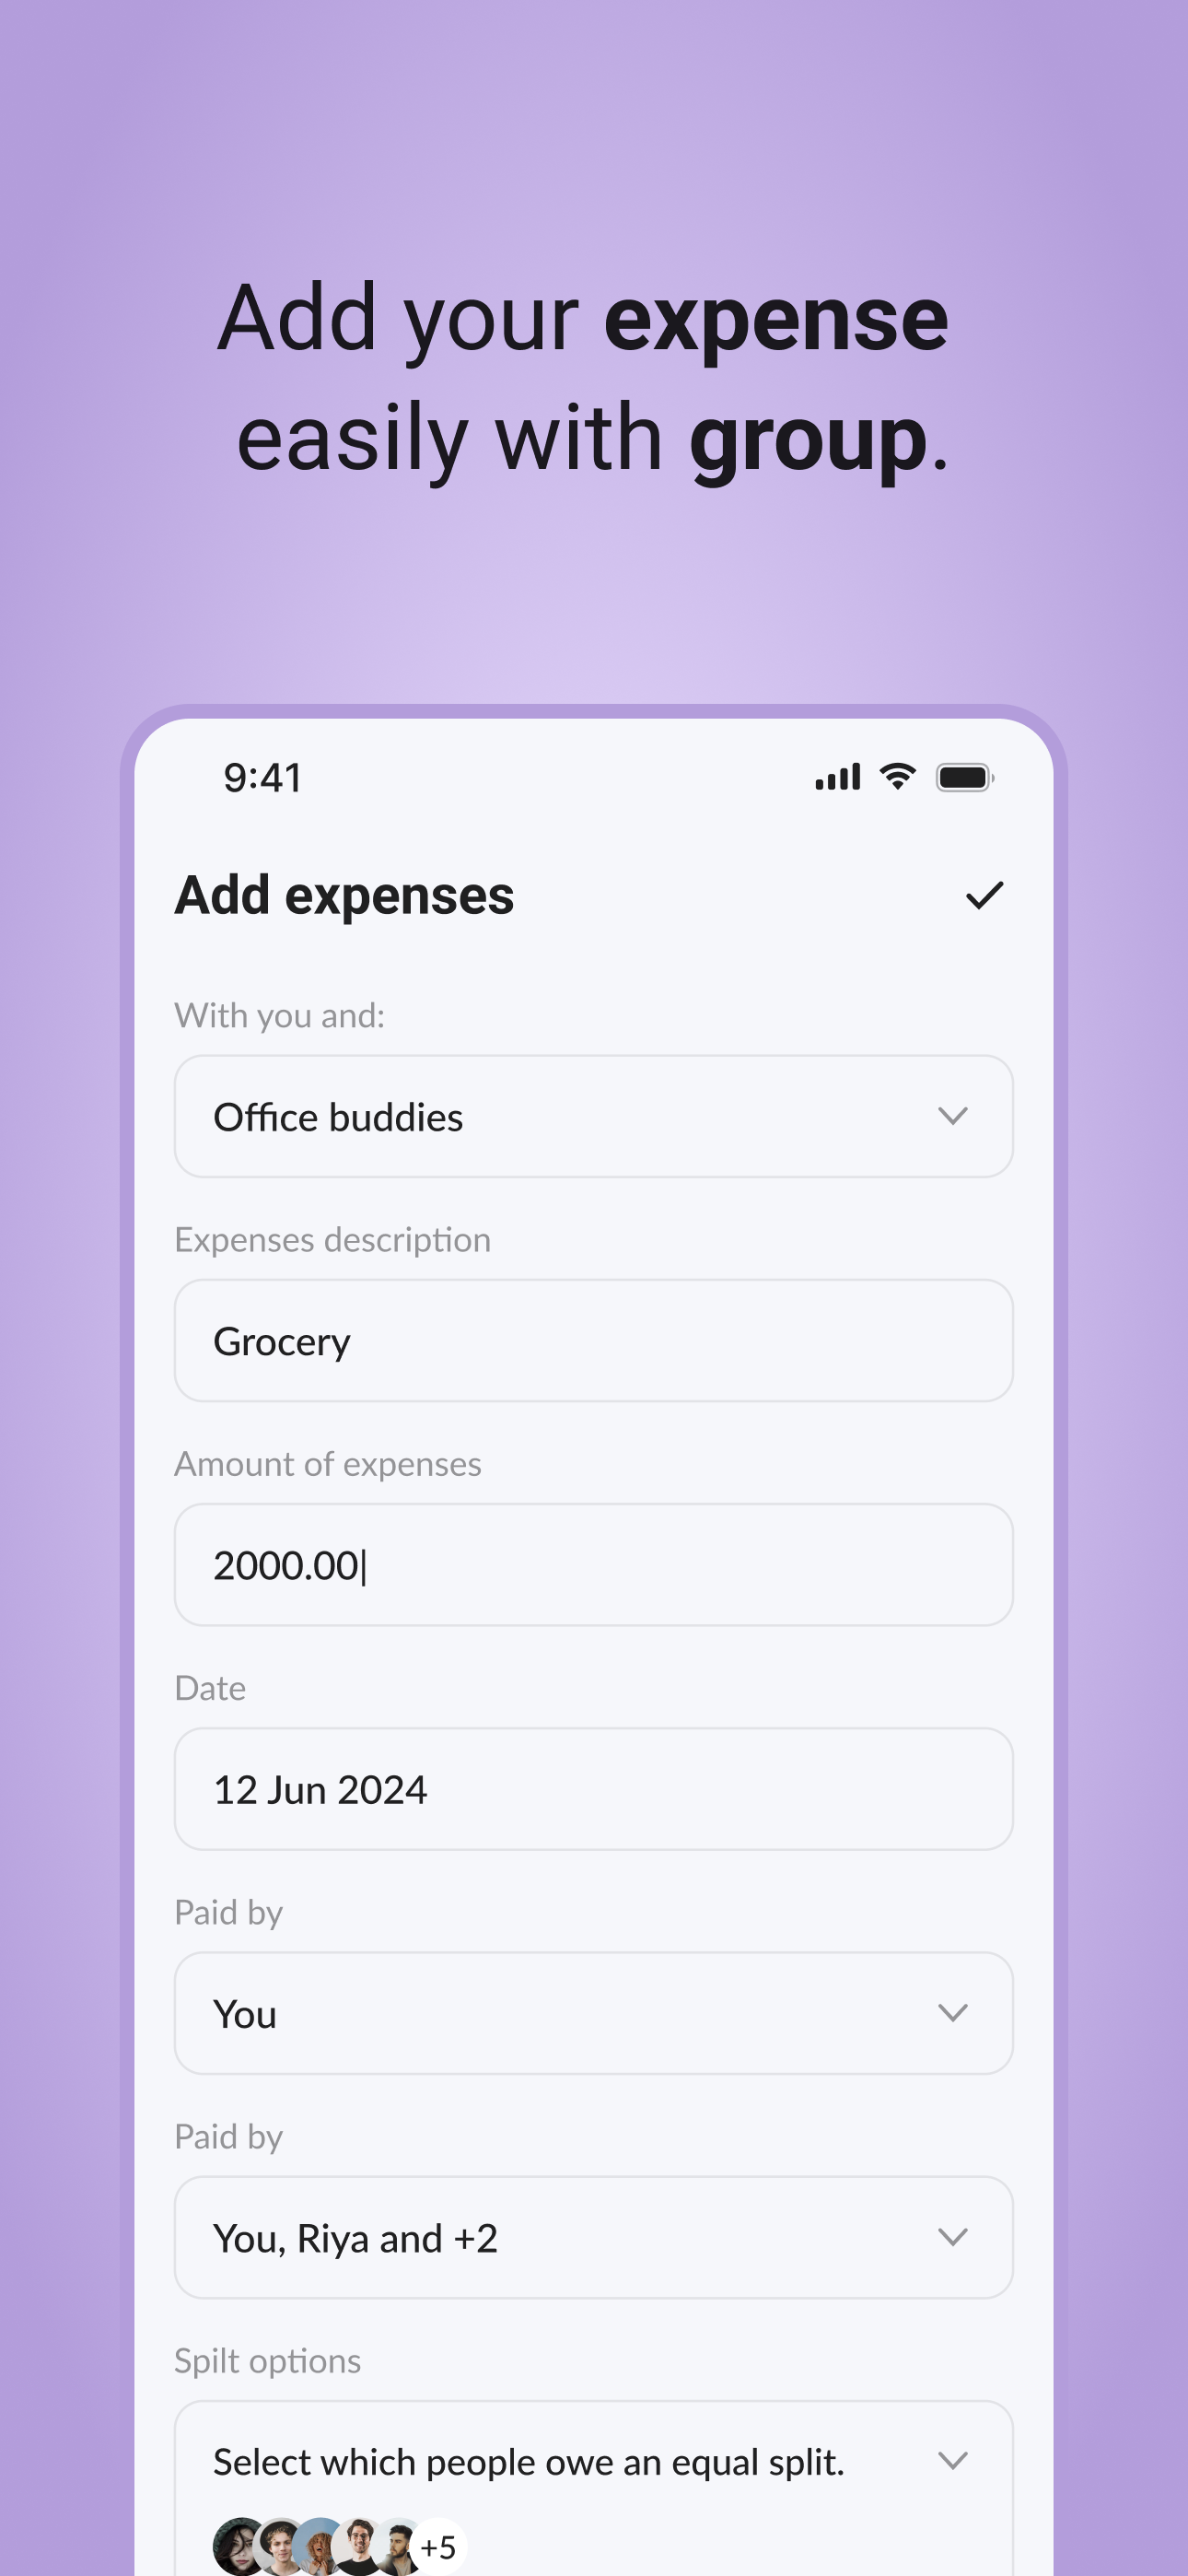 Add your expense
easily with group.
9:41
Add expenses
With you and:
Office buddies
Expenses description
Grocery
Amount of expenses
2000.00
Date
12 Jun 2024
Paid by
You
Paid by
You, Riya and +2
Spilt options
Select which people owe an equal split.
+5